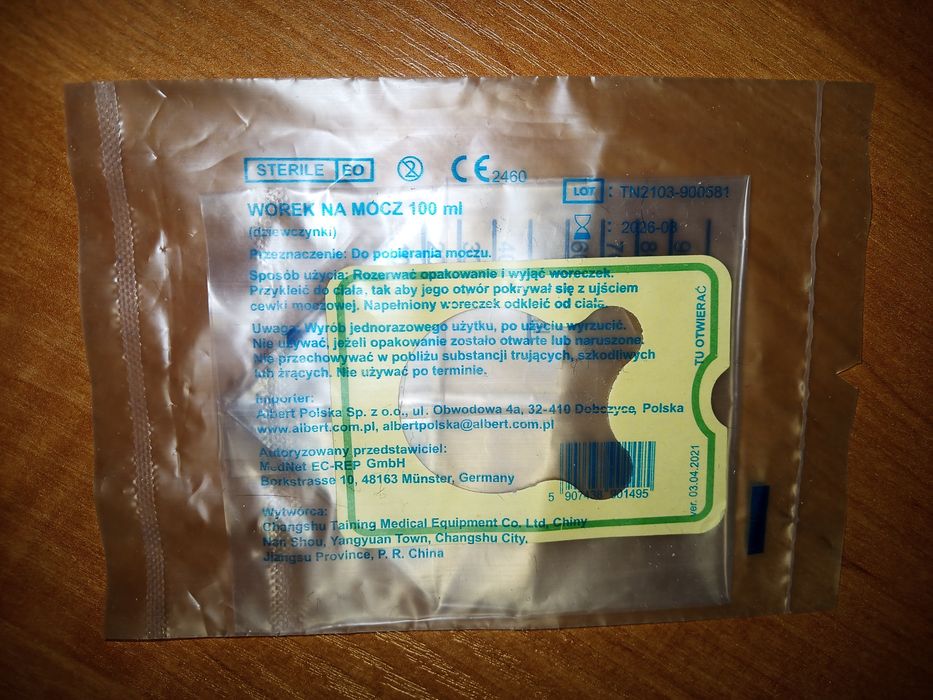 STERILE EO
2
CE 2460
LOT : TN2103-900581
: 2026-03
WOREK NA MOCZ 100 ml
(dziewczynki)
Przeznaczenie: Do pobierania moczu.
Sposób użycia: Rozerwać opakowanie i wyjąć woreczek.
Przykleić do ciała, tak aby jego otwór pokrywał się z ujściem
cewki moczowej. Napełniony woreczek odkleić od ciała.
Uwaga: Wyrób jednorazowego użytku, po użyciu wyrzucić.
Nie używać, jeżeli opakowanie zostało otwarte lub naruszone.
Nie przechowywać w pobliżu substancji trujących, szkodliwych
lub żrących. Nie używać po terminie.
Importer:
Albert Polska Sp. z o.o., ul. Obwodowa 4a, 32-410 Dobczyce, Polska
www.albert.com.pl, albertpolska@albert.com.pl
Autoryzowany przedstawiciel:
MedNet EC-REP GmbH
Borkstrasse 10, 48163 Münster, Germany
Wytwórca:
Changshu Taining Medical Equipment Co. Ltd, Chiny
Nan Shou, Yangyuan Town, Changshu City,
Jiangsu Province, P. R. China
TU OTWIERAĆ
ver. 03.04.2021